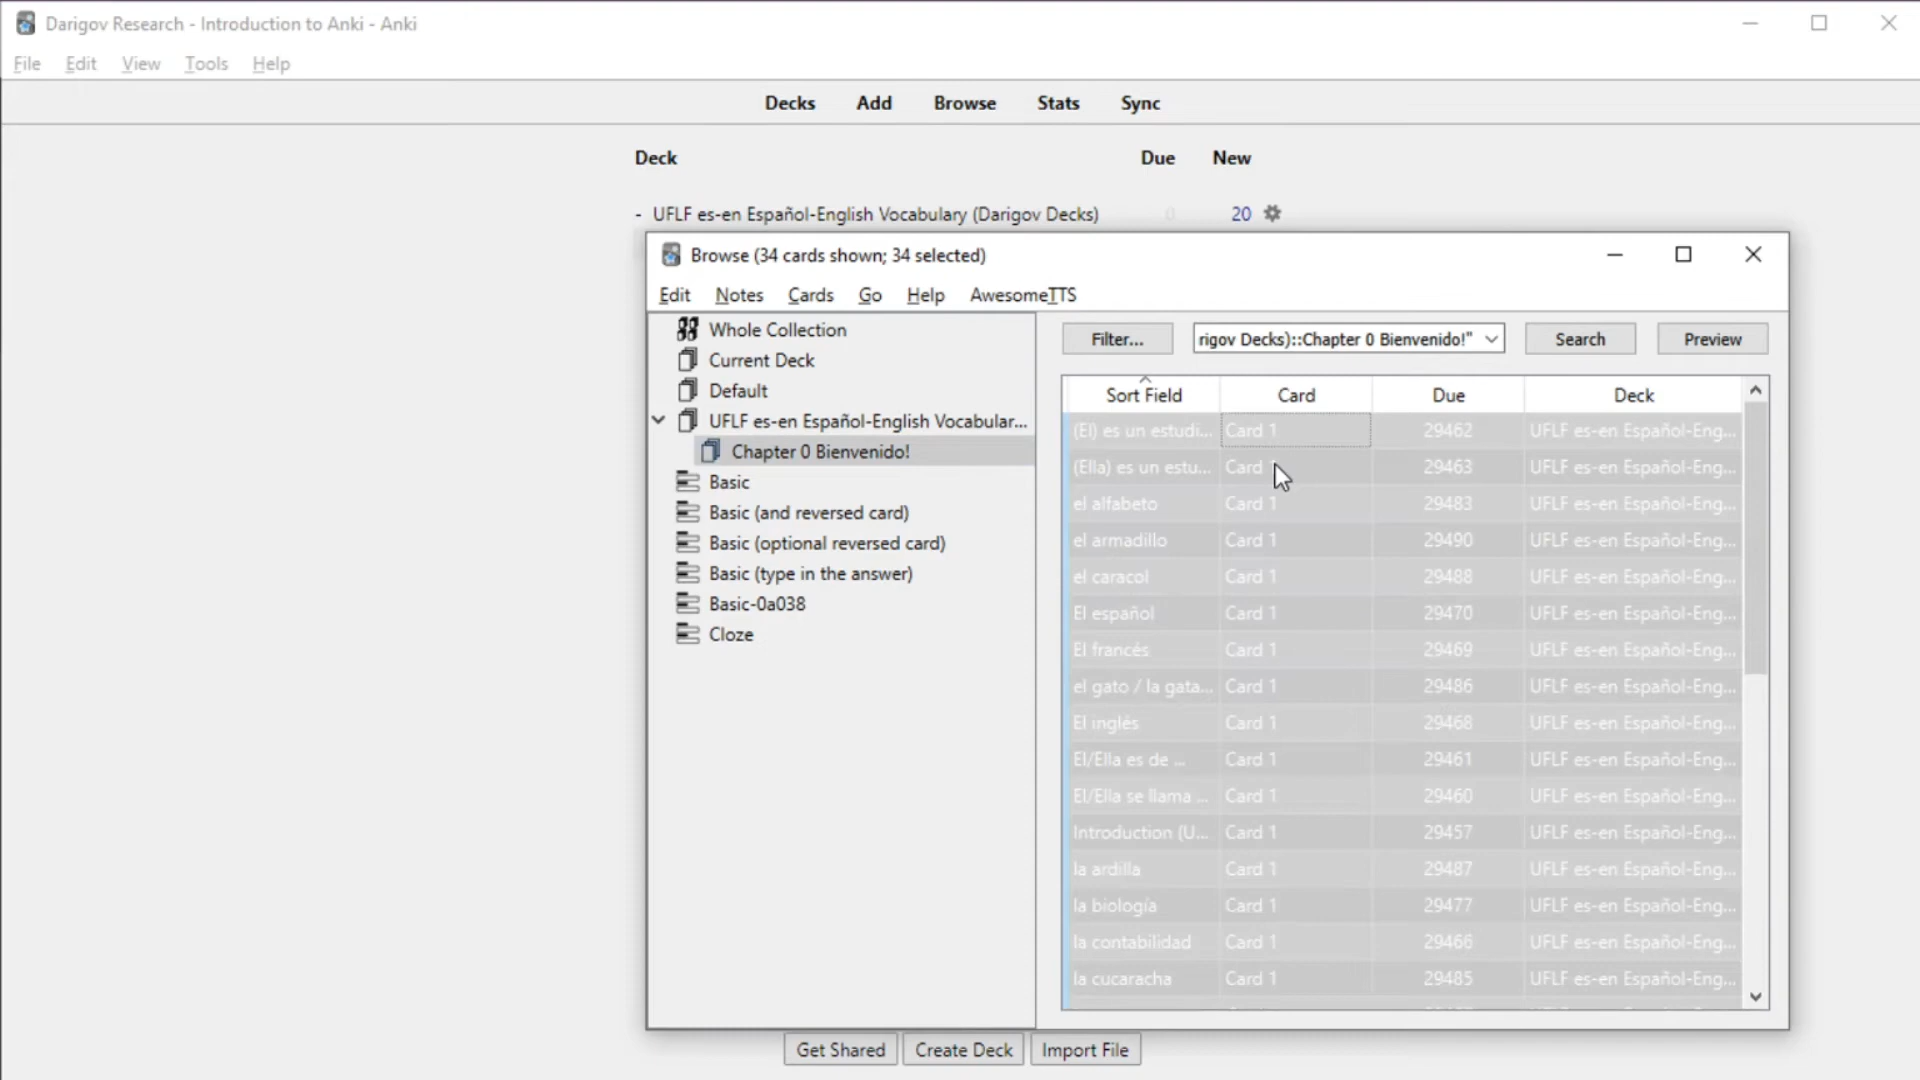 Darigov Research - Introduction to Anki - Anki
File Edit View Tools Help
Decks Add Browse Stats Sync
Deck Due New
- UFLF es-en Español-English Vocabulary (Darigov Decks) 0 20
Browse (34 cards shown; 34 selected)
Edit Notes Cards Go Help AwesomeTTS
Whole Collection
Current Deck
Default
UFLF es-en Español-English Vocabular...
Chapter 0 Bienvenido!
Basic
Basic (and reversed card)
Basic (optional reversed card)
Basic (type in the answer)
Basic-0a038
Cloze
Filter... rigov Decks)::Chapter 0 Bienvenido!" Search Preview
Sort Field Card Due Deck
(El) es un estudi... Card 1 29462 UFLF es-en Español-Eng...
(Ella) es un estu... Card 29463 UFLF es-en Español-Eng...
el alfabeto Card 1 29483 UFLF es-en Español-Eng...
el armadillo Card 1 29490 UFLF es-en Español-Eng...
el caracol Card 1 29488 UFLF es-en Español-Eng...
El español Card 1 29470 UFLF es-en Español-Eng...
El francés Card 1 29469 UFLF es-en Español-Eng...
el gato / la gata... Card 1 29486 UFLF es-en Español-Eng...
El inglés Card 1 29468 UFLF es-en Español-Eng...
El/Ella es de ... Card 1 29461 UFLF es-en Español-Eng...
El/Ella se llama ... Card 1 29460 UFLF es-en Español-Eng...
Introduction (U... Card 1 29457 UFLF es-en Español-Eng...
la ardilla Card 1 29487 UFLF es-en Español-Eng...
la biología Card 1 29477 UFLF es-en Español-Eng...
la contabilidad Card 1 29466 UFLF es-en Español-Eng...
la cucaracha Card 1 29485 UFLF es-en Español-Eng...
Get Shared Create Deck Import File